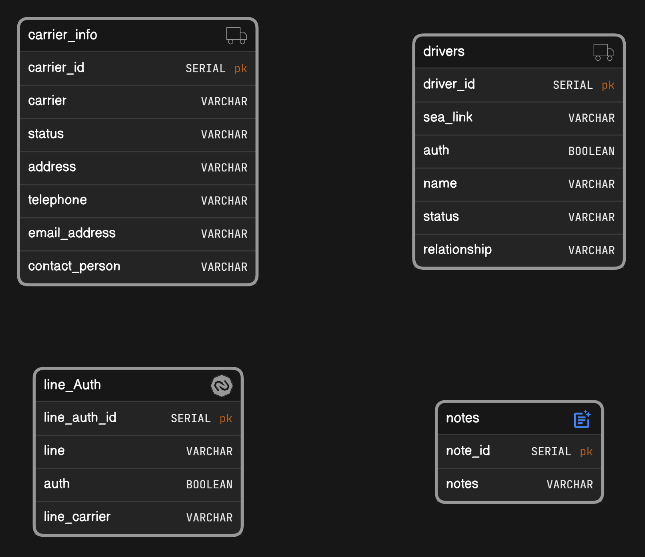 carrier_info
carrier_id SERIAL pk
carrier VARCHAR
status VARCHAR
address VARCHAR
telephone VARCHAR
email_address VARCHAR
contact_person VARCHAR
drivers
driver_id SERIAL pk
sea_link VARCHAR
auth BOOLEAN
name VARCHAR
status VARCHAR
relationship VARCHAR
line_Auth
line_auth_id SERIAL pk
line VARCHAR
auth BOOLEAN
line_carrier VARCHAR
notes
note_id SERIAL pk
notes VARCHAR